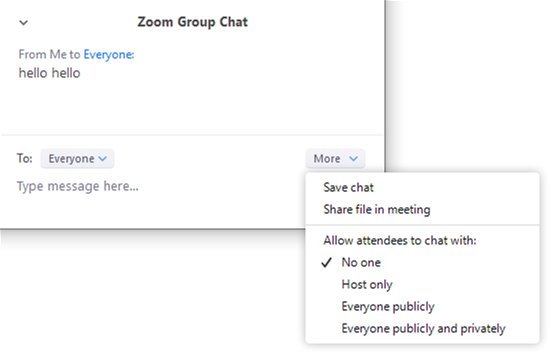 Zoom Group Chat
From Me to Everyone:
hello hello
To: Everyone More
Type message here...
Save chat
Share file in meeting
Allow attendees to chat with:
No one
Host only
Everyone publicly
Everyone publicly and privately